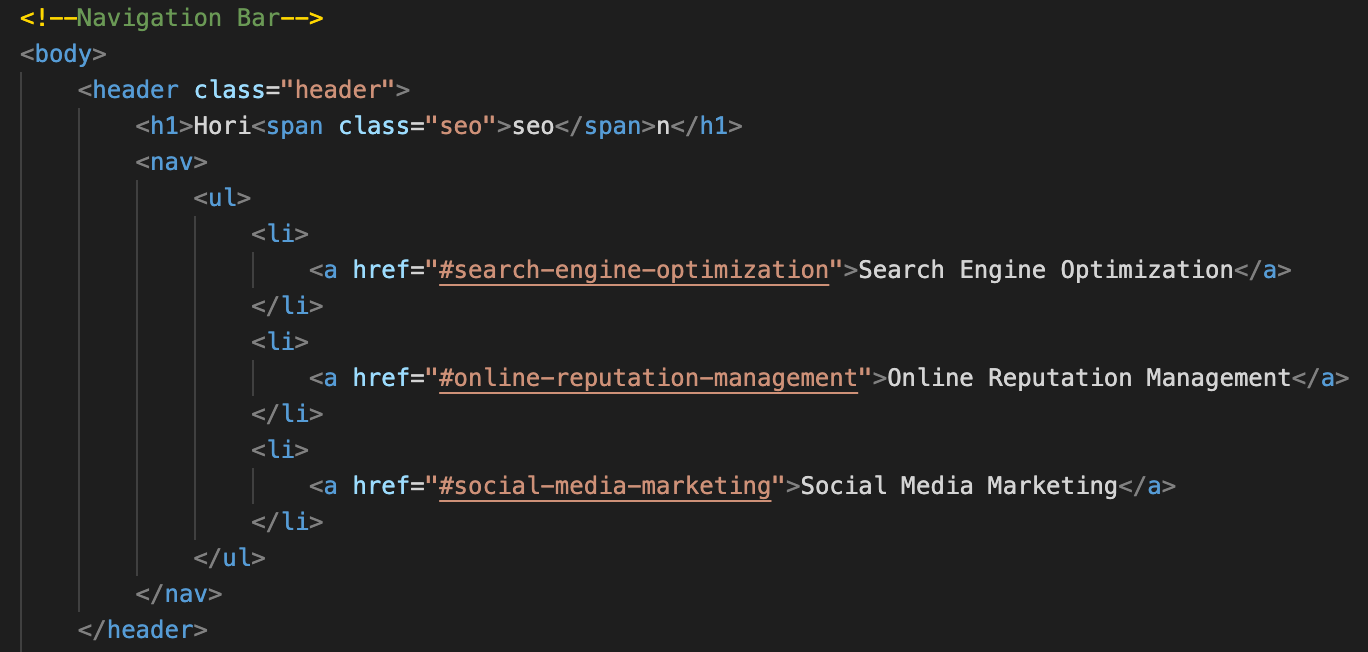 <!--Navigation Bar-->
<body>
    <header class="header">
        <h1>Hori<span class="seo">seo</span>n</h1>
        <nav>
            <ul>
                <li>
                    <a href="#search-engine-optimization">Search Engine Optimization</a>
                </li>
                <li>
                    <a href="#online-reputation-management">Online Reputation Management</a>
                </li>
                <li>
                    <a href="#social-media-marketing">Social Media Marketing</a>
                </li>
            </ul>
        </nav>
    </header>